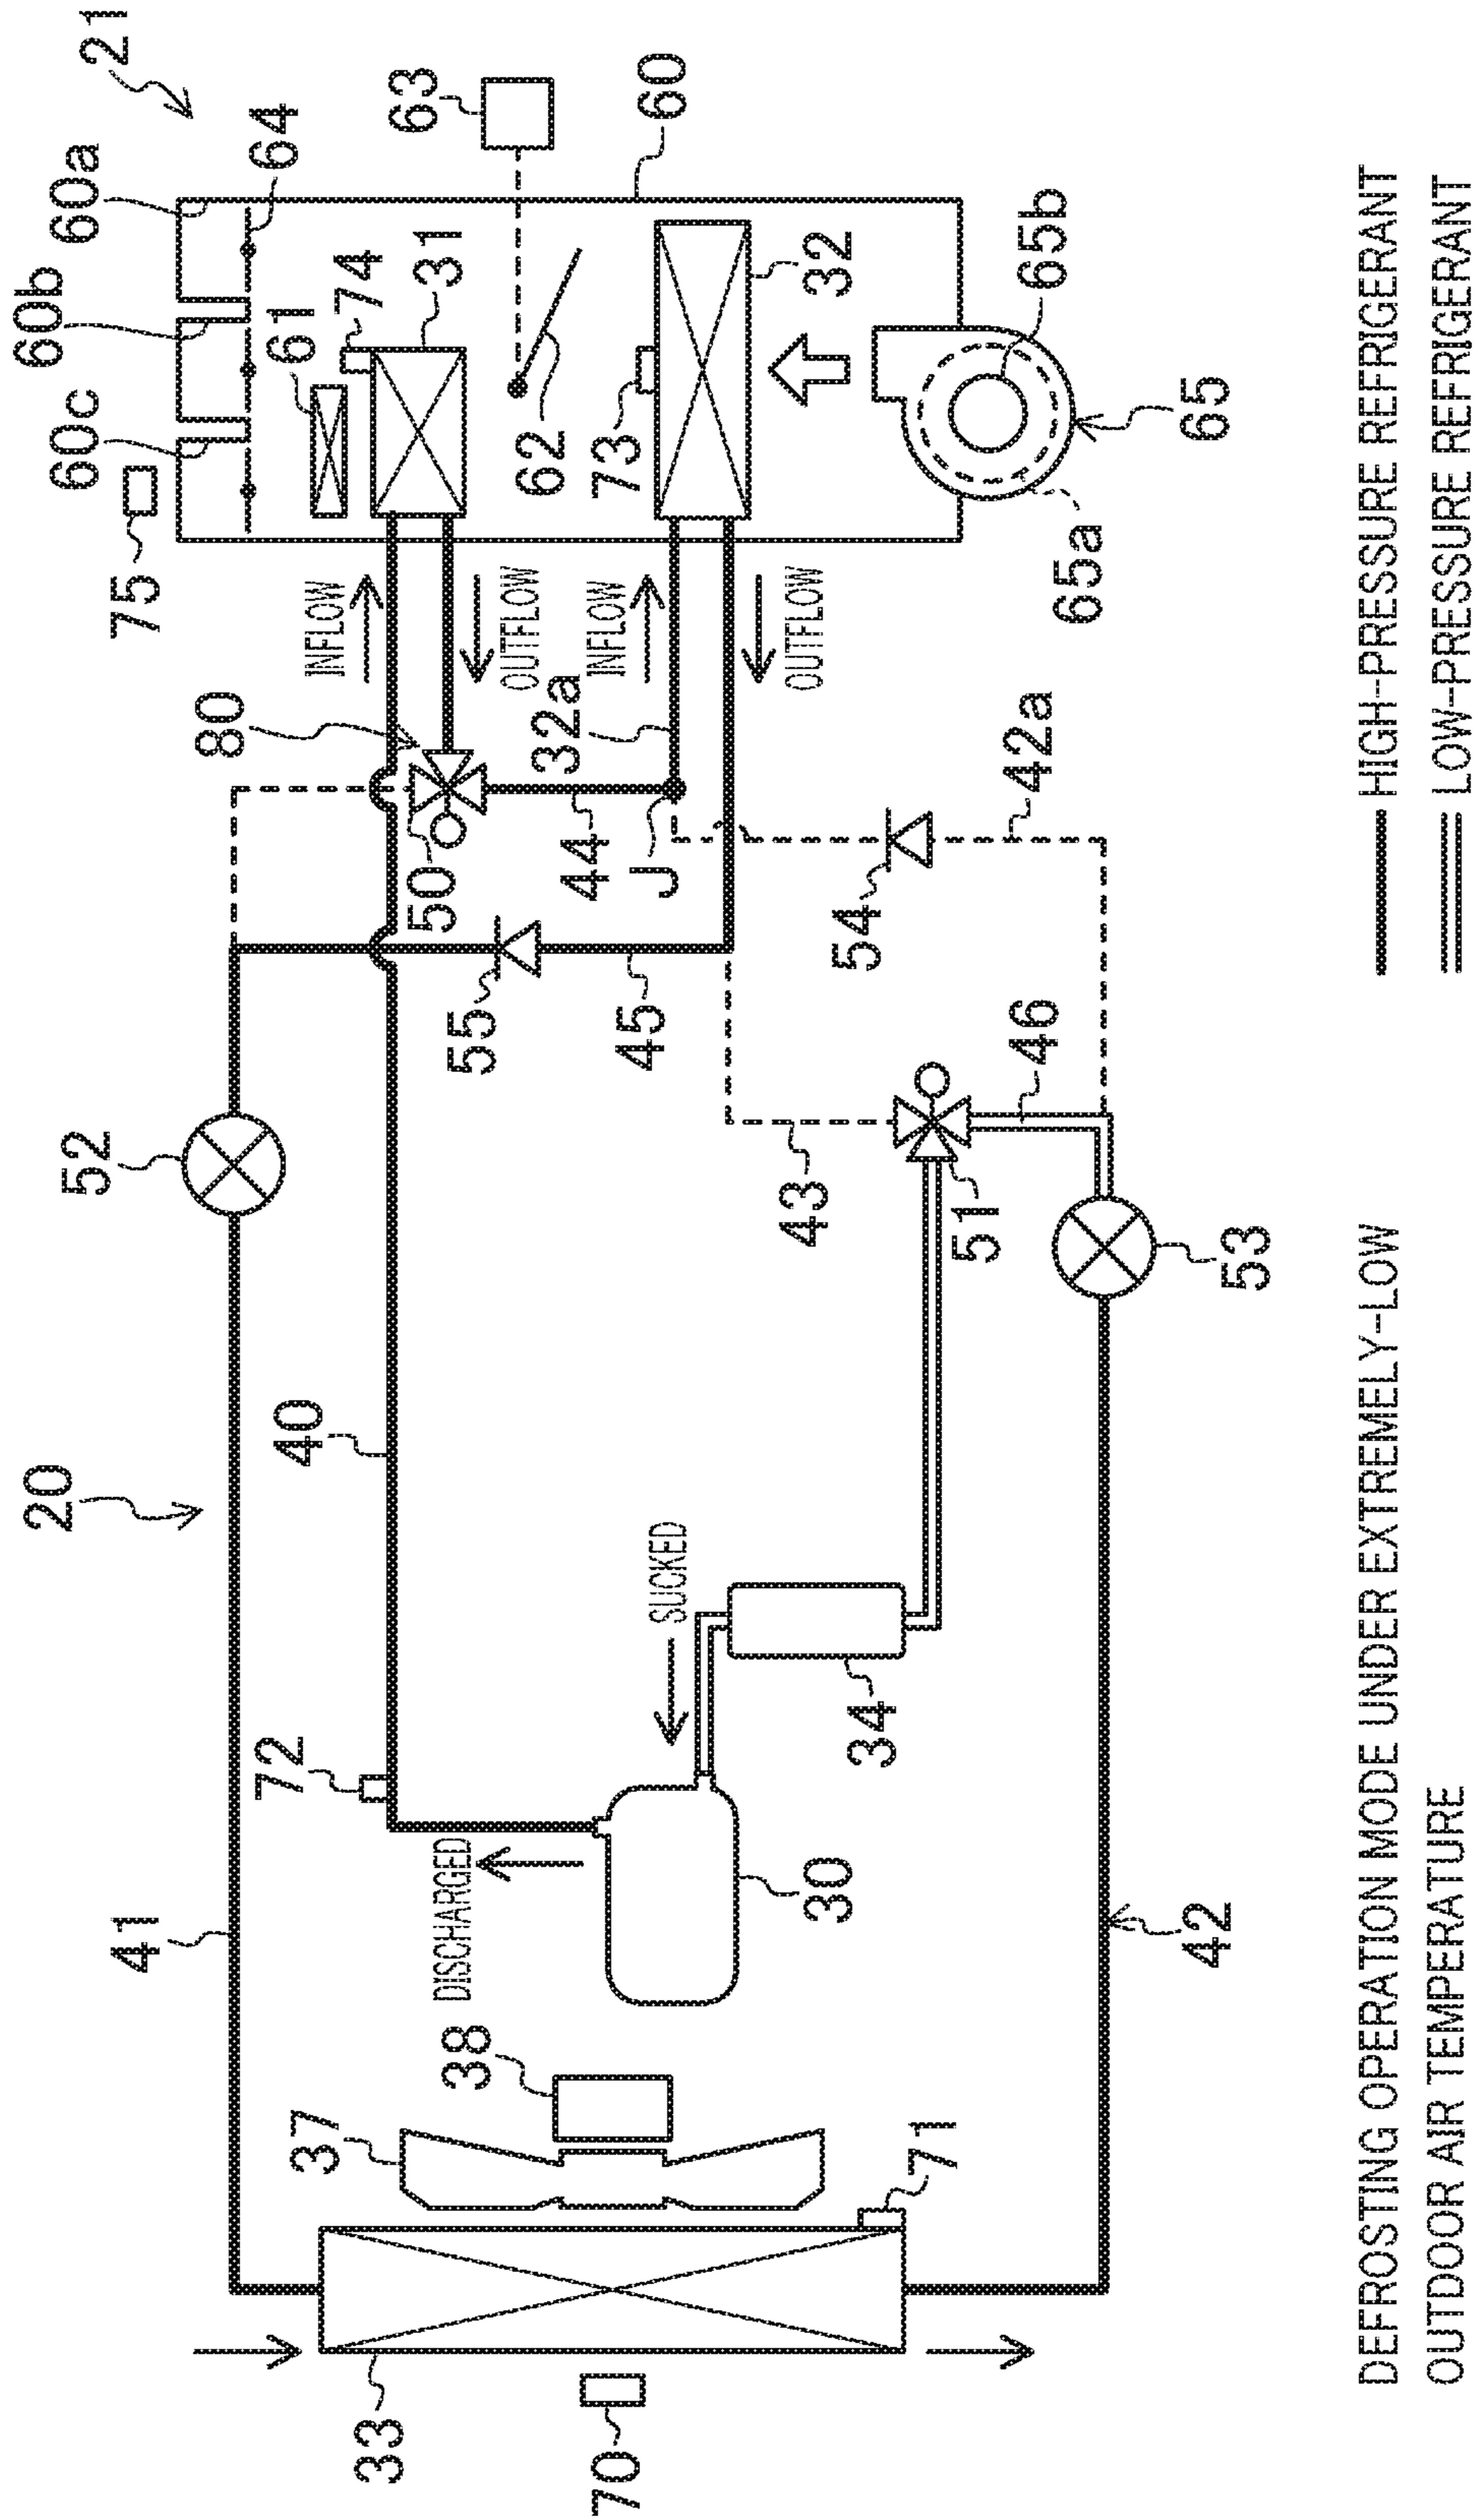 20
21
60a
60b
60c
75
64
61
74
31
63
60
62
73
32
65b
65
65a
INFLOW
OUTFLOW
INFLOW
OUTFLOW
80
32a
50
44
J
42a
54
55
45
52
46
43
51
53
40
41
72
SUCKED
DISCHARGED
34
30
42
38
37
71
33
70
DEFROSTING OPERATION MODE UNDER EXTREMELY-LOW
OUTDOOR AIR TEMPERATURE
HIGH-PRESSURE REFRIGERANT
LOW-PRESSURE REFRIGERANT